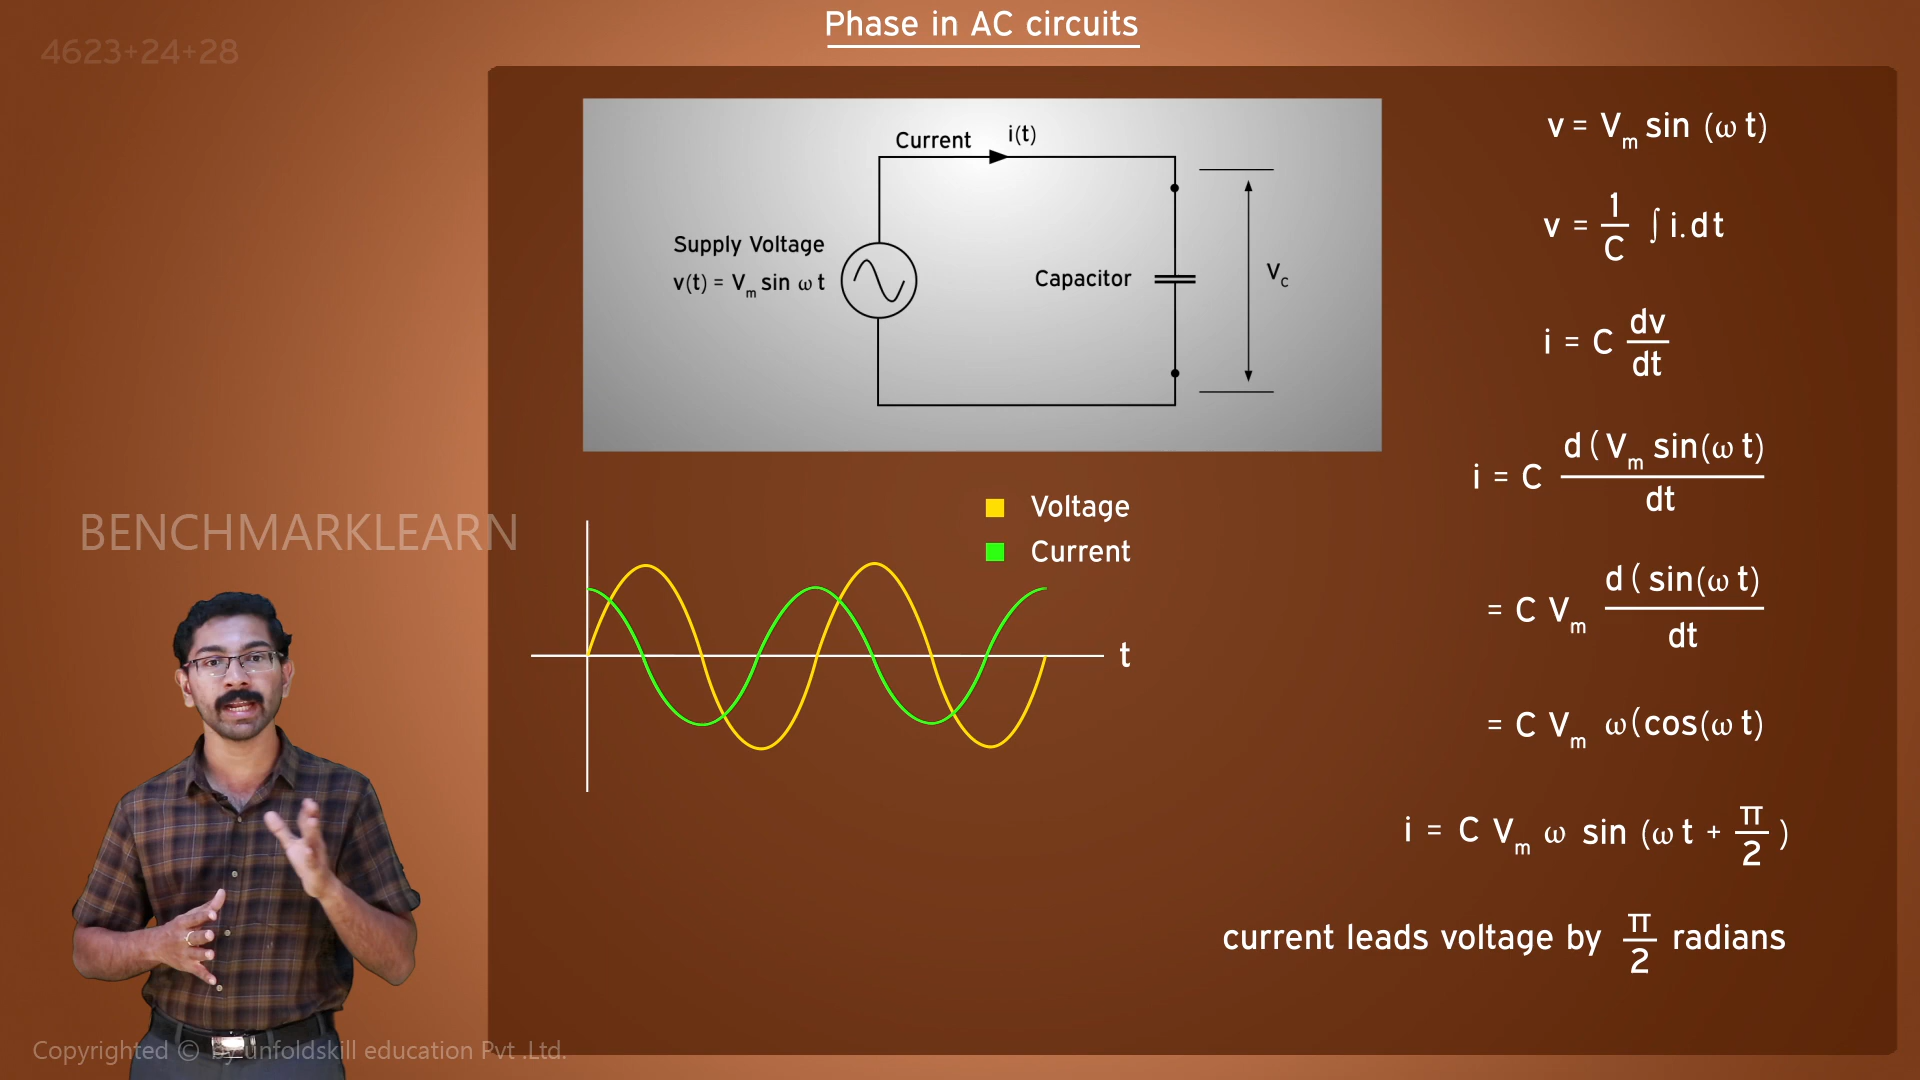 Phase in AC circuits
4623+24+28
Current i(t)
Supply Voltage
v(t) = Vm sin ω t
Capacitor
Vc
v = Vm sin (ω t)
v = 1/C ∫ i.dt
i = C dv/dt
i = C d ( Vm sin(ω t) / dt
= C Vm d ( sin(ω t) / dt
= C Vm ω(cos(ω t)
i = C Vm ω sin (ω t + π/2 )
current leads voltage by π/2 radians
Voltage
Current
t
BENCHMARKLEARN
Copyrighted © by unfoldskill education Pvt .Ltd.